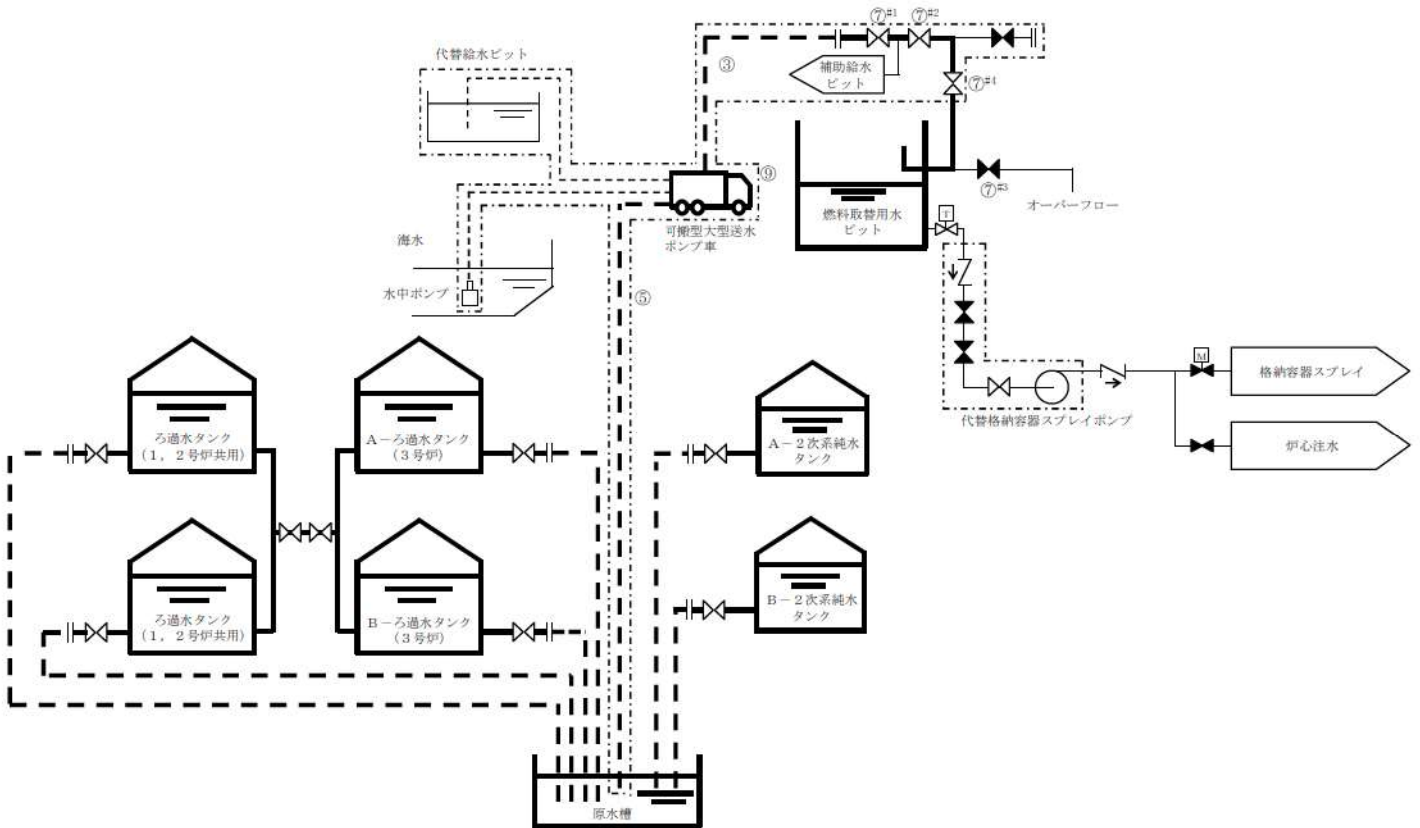 ⑦#1
⑦#2
代替給水ピット
③
補助給水
ピット
⑦#4
⑨
⑦#3
オーバーフロー
燃料取替用水
ピット
T
可搬型大型送水
ポンプ車
海水
水中ポンプ
⑤
M
格納容器スプレイ
代替格納容器スプレイポンプ
炉心注水
ろ過水タンク
(1,2号炉共用)
A-ろ過水タンク
(3号炉)
A-2次系純水
タンク
ろ過水タンク
(1,2号炉共用)
B-ろ過水タンク
(3号炉)
B-2次系純水
タンク
原水槽